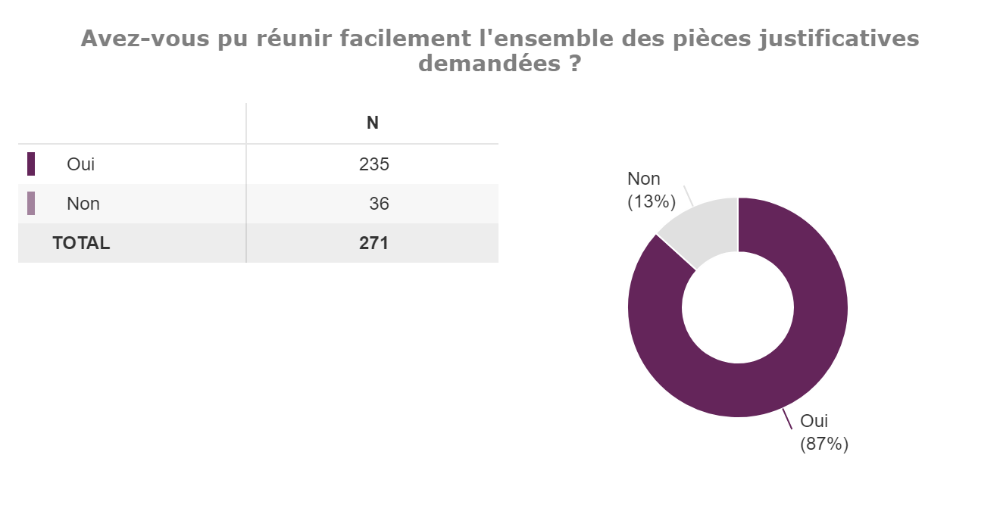 Avez-vous pu réunir facilement l'ensemble des pièces justificatives
demandées ?
N
Oui 235
Non 36
TOTAL 271
Non
(13%)
Oui
(87%)